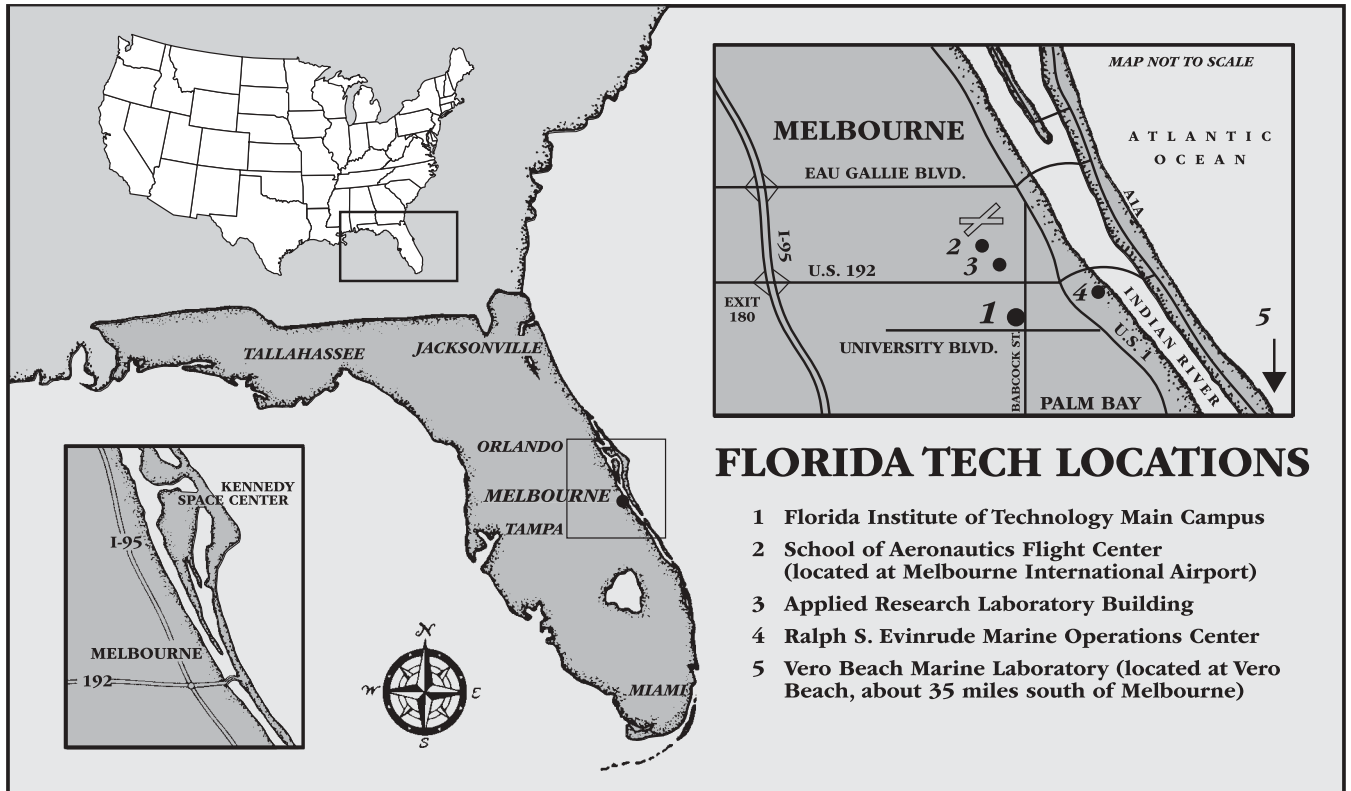 MAP NOT TO SCALE
MELBOURNE
ATLANTIC
OCEAN
EAU GALLIE BLVD.
A1A
I-95
2
3
U.S. 192
EXIT
180
4
1
INDIAN RIVER
U.S. 1
5
UNIVERSITY BLVD.
BABCOCK ST.
PALM BAY
TALLAHASSEE
JACKSONVILLE
ORLANDO
MELBOURNE
TAMPA
MIAMI
KENNEDY
SPACE CENTER
I-95
MELBOURNE
192
N
W
E
S
FLORIDA TECH LOCATIONS
1 Florida Institute of Technology Main Campus
2 School of Aeronautics Flight Center
(located at Melbourne International Airport)
3 Applied Research Laboratory Building
4 Ralph S. Evinrude Marine Operations Center
5 Vero Beach Marine Laboratory (located at Vero
Beach, about 35 miles south of Melbourne)